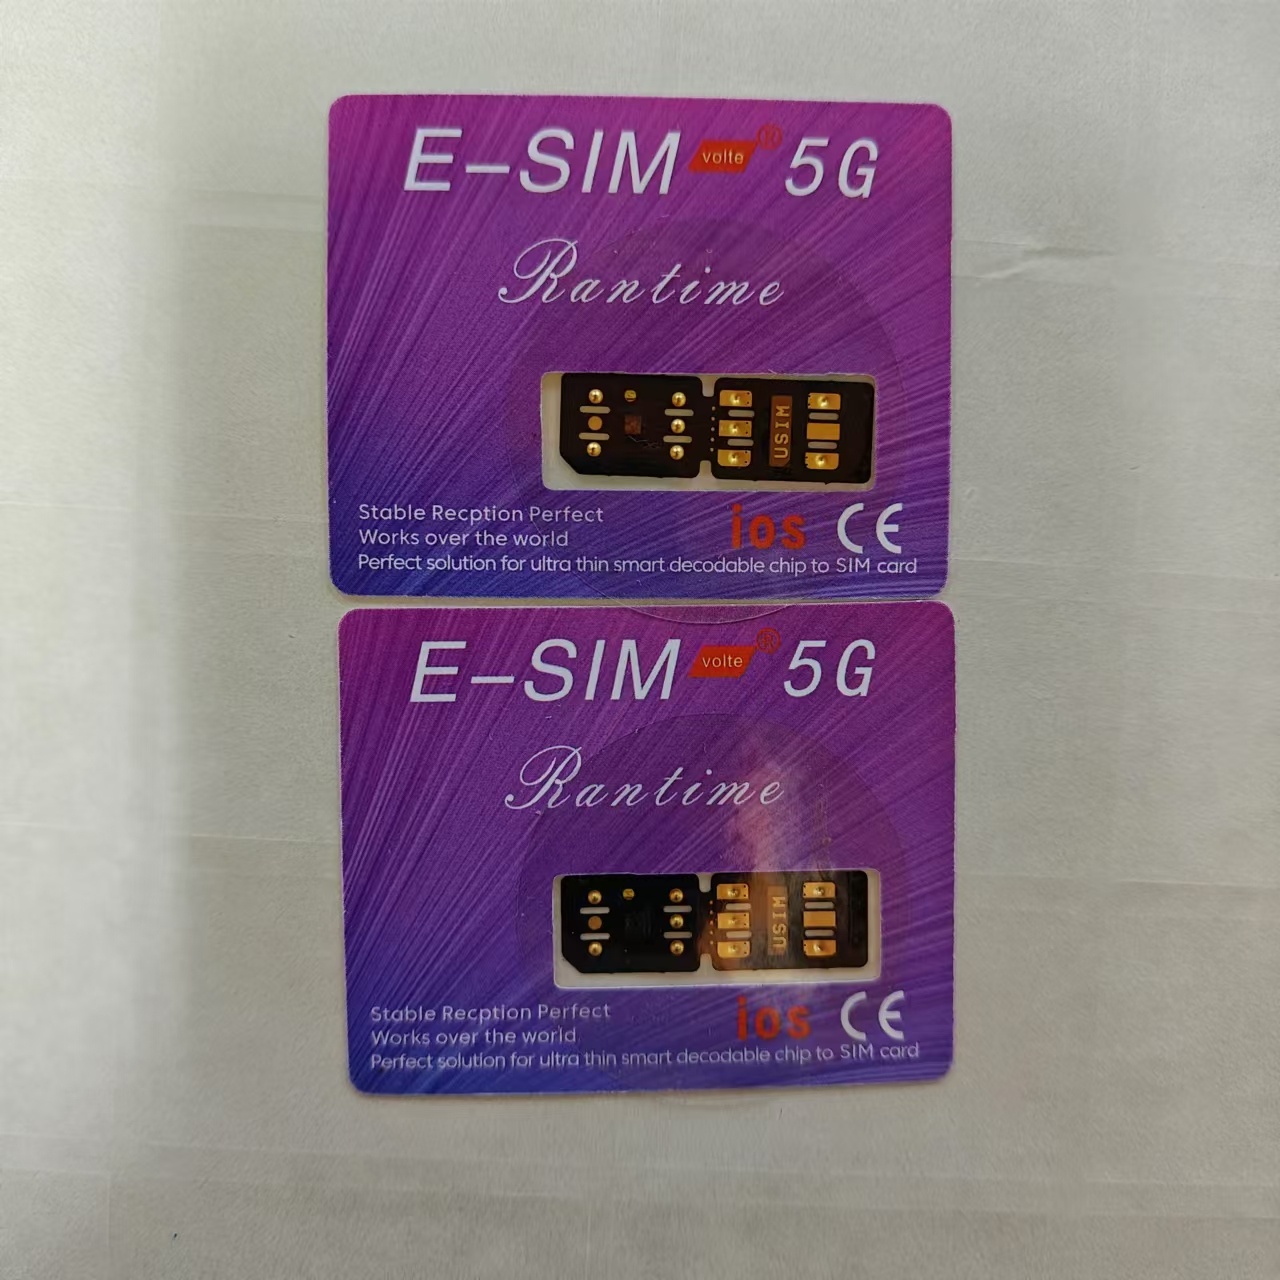 E-SIM volte® 5G
Rantime
USIM
Stable Recption Perfect
Works over the world
Perfect solution for ultra thin smart decodable chip to SIM card
ios CE
E-SIM volte® 5G
Rantime
USIM
Stable Recption Perfect
Works over the world
Perfect solution for ultra thin smart decodable chip to SIM card
ios CE